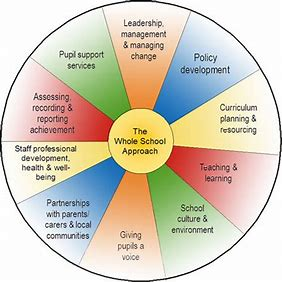 Leadership,
management
& managing
change
Policy
development
Curriculum
planning &
resourcing
Teaching &
learning
School
culture &
environment
Giving
pupils a
voice
Partnerships
with parents/
carers & local
communities
Staff professional
development,
health & well-
being
Assessing,
recording &
reporting
achievement
Pupil support
services
The
Whole School
Approach